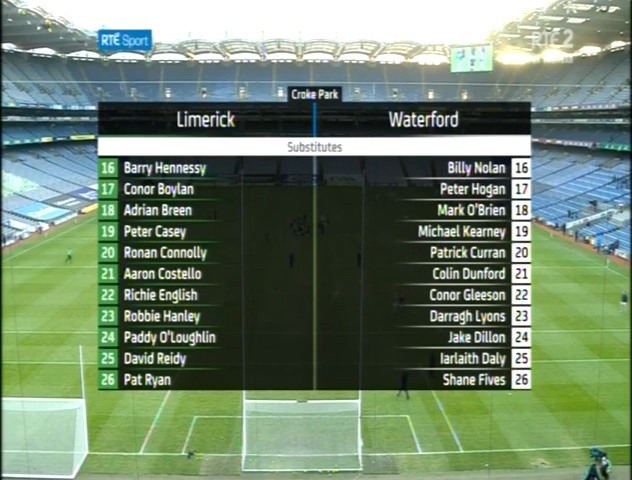 RTÉ Sport
RTÉ 2
Croke Park
Limerick Waterford
Substitutes
16 Barry Hennessy Billy Nolan 16
17 Conor Boylan Peter Hogan 17
18 Adrian Breen Mark O'Brien 18
19 Peter Casey Michael Kearney 19
20 Ronan Connolly Patrick Curran 20
21 Aaron Costello Colin Dunford 21
22 Richie English Conor Gleeson 22
23 Robbie Hanley Darragh Lyons 23
24 Paddy O'Loughlin Jake Dillon 24
25 David Reidy Iarlaith Daly 25
26 Pat Ryan Shane Fives 26